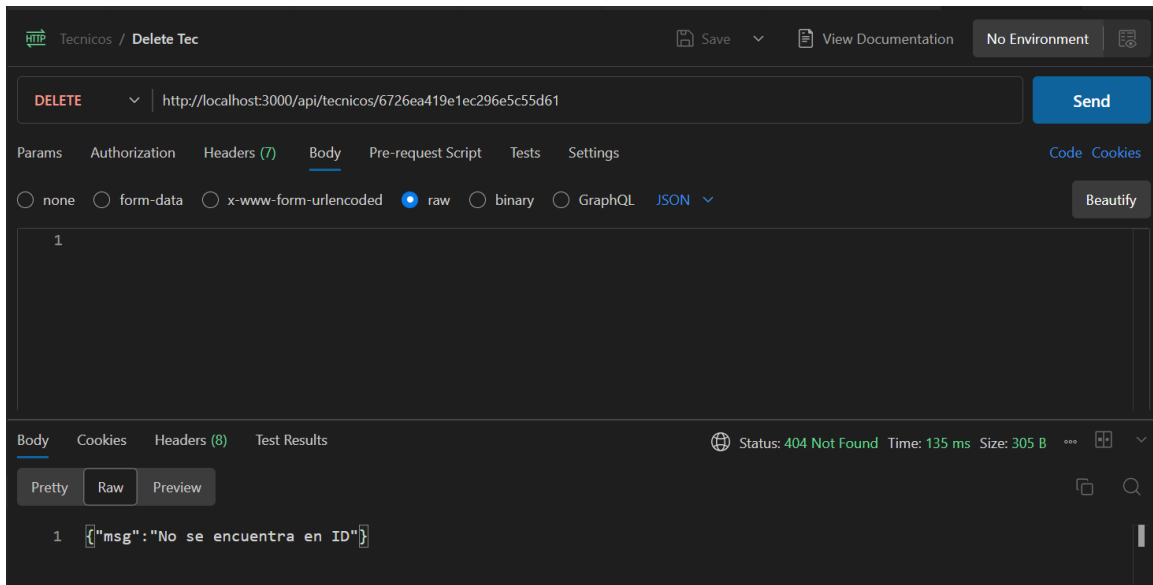 HTTP Tecnicos / Delete Tec Save View Documentation No Environment
DELETE http://localhost:3000/api/tecnicos/6726ea419e1ec296e5c55d61 Send
Params Authorization Headers (7) Body Pre-request Script Tests Settings Code Cookies
none form-data x-www-form-urlencoded raw binary GraphQL JSON Beautify
1
Body Cookies Headers (8) Test Results Status: 404 Not Found Time: 135 ms Size: 305 B
Pretty Raw Preview
1 {"msg":"No se encuentra en ID"}